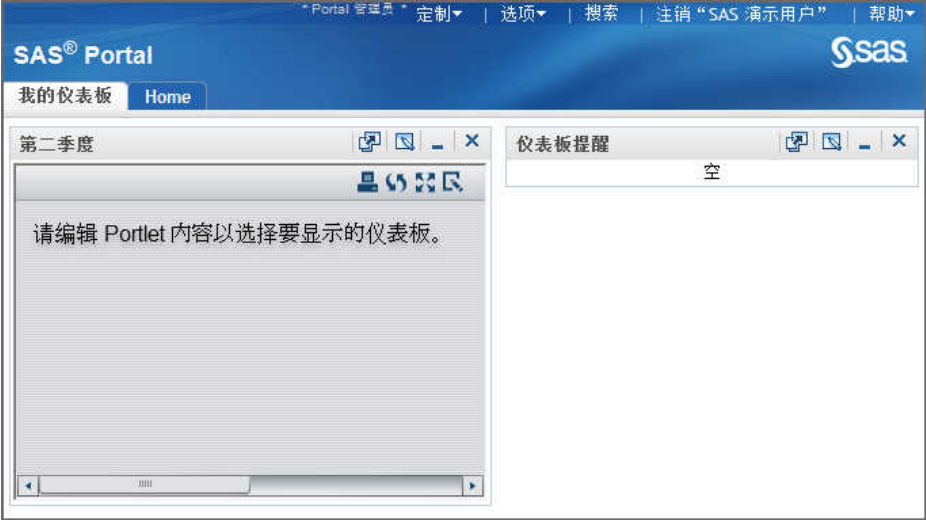 * Portal 管理员 * 定制 | 选项 | 搜索 | 注销“SAS 演示用户” | 帮助
SAS® Portal
sas
我的仪表板 Home
第二季度
仪表板提醒
空
请编辑 Portlet 内容以选择要显示的仪表板。